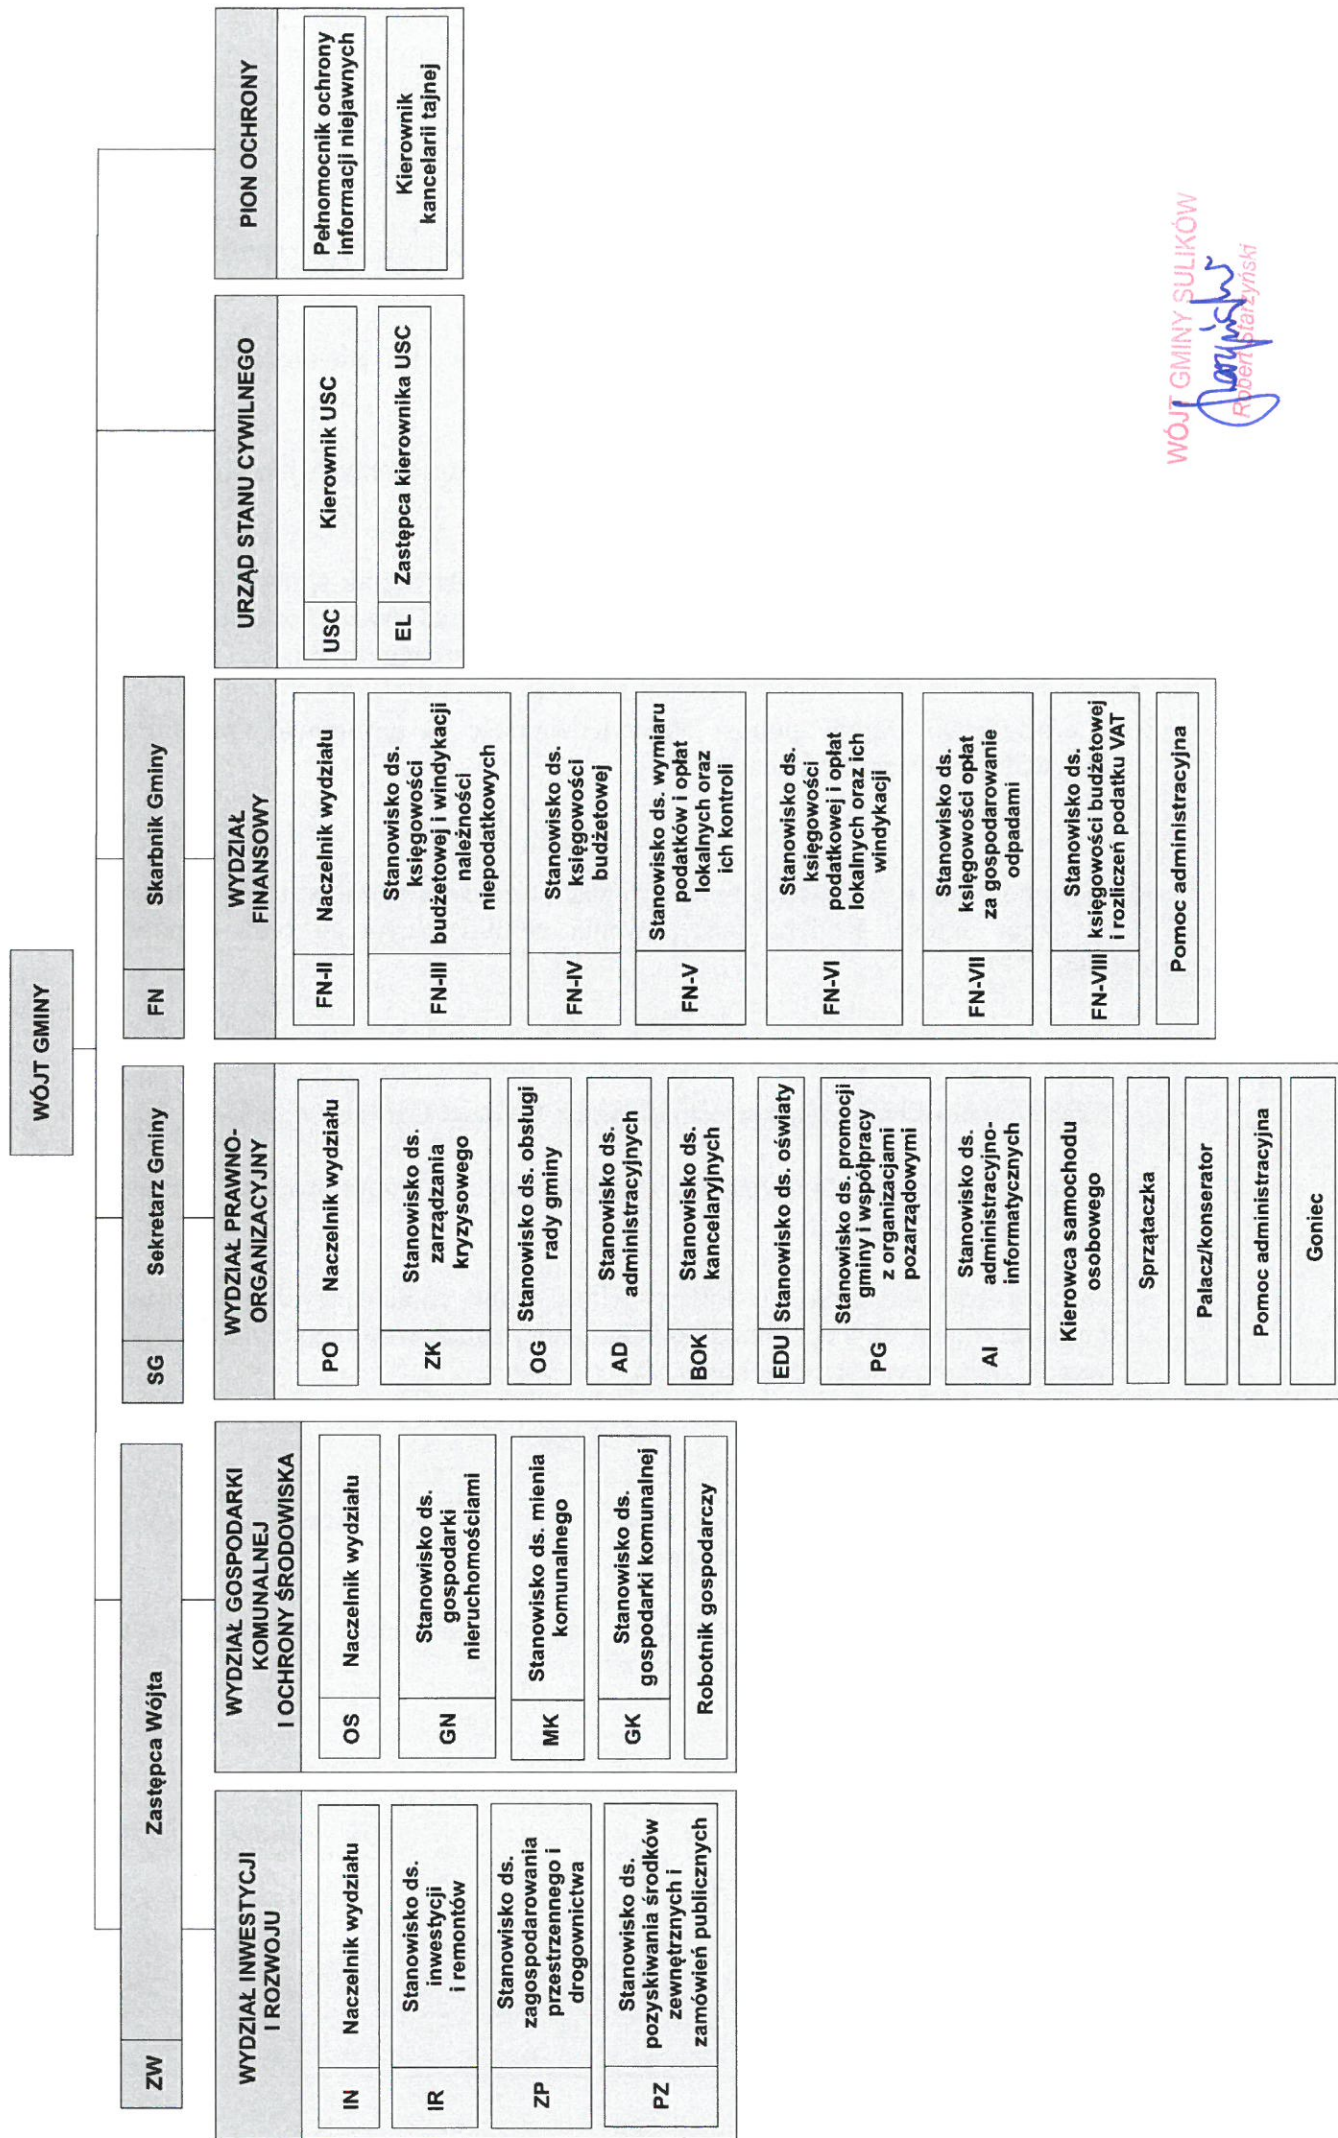 WÓJT GMINY
ZW
Zastępca Wójta
SG
Sekretarz Gminy
FN
Skarbnik Gminy
WYDZIAŁ INWESTYCJI
I ROZWOJU
IN
Naczelnik wydziału
IR
Stanowisko ds.
inwestycji
i remontów
ZP
Stanowisko ds.
zagospodarowania
przestrzennego i
drogownictwa
PZ
Stanowisko ds.
pozyskiwania środków
zewnętrznych i
zamówień publicznych
WYDZIAŁ GOSPODARKI
KOMUNALNEJ
I OCHRONY ŚRODOWISKA
OS
Naczelnik wydziału
GN
Stanowisko ds.
gospodarki
nieruchomościami
MK
Stanowisko ds. mienia
komunalnego
GK
Stanowisko ds.
gospodarki komunalnej
Robotnik gospodarczy
WYDZIAŁ PRAWNO-
ORGANIZACYJNY
PO
Naczelnik wydziału
ZK
Stanowisko ds.
zarządzania
kryzysowego
OG
Stanowisko ds. obsługi
rady gminy
AD
Stanowisko ds.
administracyjnych
BOK
Stanowisko ds.
kancelaryjnych
EDU
Stanowisko ds. oświaty
PG
Stanowisko ds. promocji
gminy i współpracy
z organizacjami
pozarządowymi
AI
Stanowisko ds.
administracyjno-
informatycznych
Kierowca samochodu
osobowego
Sprzątaczka
Palacz/konserator
Pomoc administracyjna
Goniec
WYDZIAŁ
FINANSOWY
FN-II
Naczelnik wydziału
FN-III
Stanowisko ds.
księgowości
budżetowej i windykacji
należności
niepodatkowych
FN-IV
Stanowisko ds.
księgowości
budżetowej
FN-V
Stanowisko ds. wymiaru
podatków i opłat
lokalnych oraz
ich kontroli
FN-VI
Stanowisko ds.
księgowości
podatkowej i opłat
lokalnych oraz ich
windykacji
FN-VII
Stanowisko ds.
księgowości opłat
za gospodarowanie
odpadami
FN-VIII
Stanowisko ds.
księgowości budżetowej
i rozliczeń podatku VAT
Pomoc administracyjna
URZĄD STANU CYWILNEGO
USC
Kierownik USC
EL
Zastępca kierownika USC
PION OCHRONY
Pełnomocnik ochrony
informacji niejawnych
Kierownik
kancelarii tajnej
WÓJT GMINY SULIKÓW
Robert Starzyński